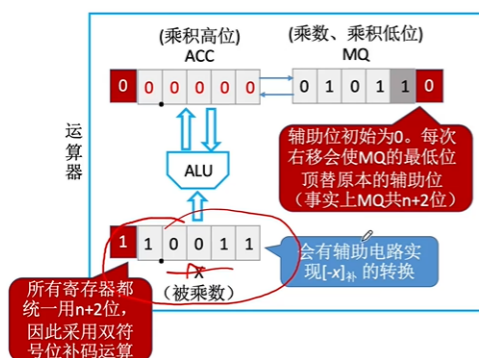 (乘积高位)
ACC
(乘数、乘积低位)
MQ
0 0 0 0 0 0
0 1 0 1 1 0
运算器
ALU
辅助位初始为0。每次
右移会使MQ的最低位
顶替原本的辅助位
(事实上MQ共n+2位)
1 1 0 0 1 1
x
(被乘数)
会有辅助电路实
现[-x]补 的转换
所有寄存器都
统一用n+2位，
因此采用双符
号位补码运算